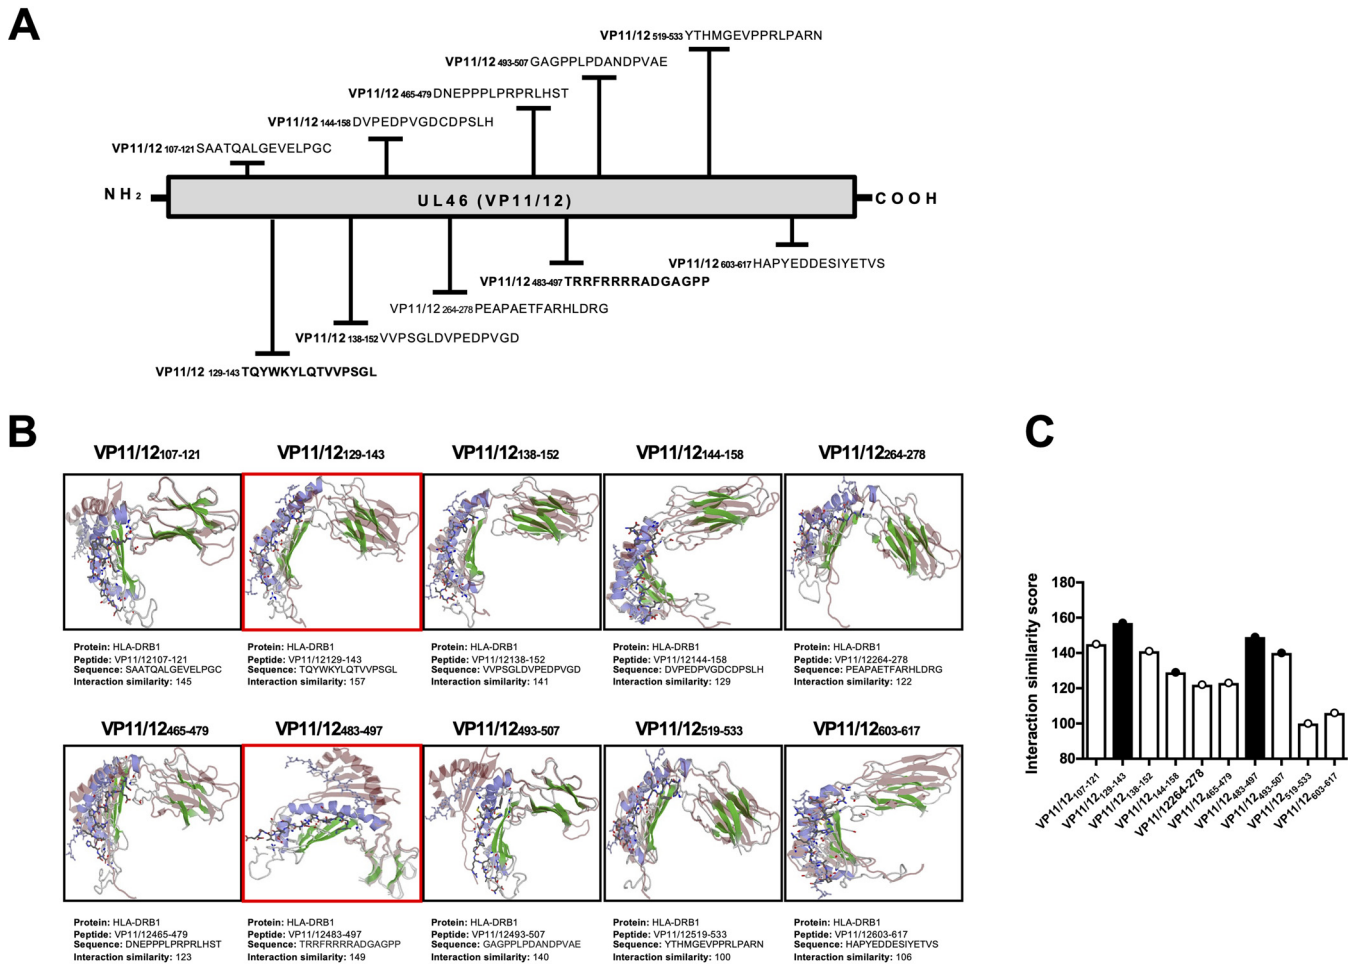 A
VP11/12 519-533 YTHMGEVPPRLPARN
VP11/12 493-507 GAGPPLPDANDPVAE
VP11/12 465-479 DNEPPPLPRPRLHST
VP11/12 144-158 DVPEDPVGDCDPSLH
VP11/12 107-121 SAATQALGEVELPGC
NH2 UL46 (VP11/12) COOH
VP11/12 603-617 HAPYEDDESIYETVS
VP11/12 483-497 TRRFRRRRADGAGPP
VP11/12 264-278 PEAPAETFARHLDRG
VP11/12 138-152 VVPSGLDVPEDPVGD
VP11/12 129-143 TQYWKYLQTVVPSGL
B
VP11/12107-121 VP11/12129-143 VP11/12138-152 VP11/12144-158 VP11/12264-278
Protein: HLA-DRB1 Protein: HLA-DRB1 Protein: HLA-DRB1 Protein: HLA-DRB1 Protein: HLA-DRB1
Peptide: VP11/12107-121 Peptide: VP11/12129-143 Peptide: VP11/12138-152 Peptide: VP11/12144-158 Peptide: VP11/12264-278
Sequence: SAATQALGEVELPGC Sequence: TQYWKYLQTVVPSGL Sequence: VVPSGLDVPEDPVGD Sequence: DVPEDPVGDCDPSLH Sequence: PEAPAETFARHLDRG
Interaction similarity: 145 Interaction similarity: 157 Interaction similarity: 141 Interaction similarity: 129 Interaction similarity: 122
VP11/12465-479 VP11/12483-497 VP11/12493-507 VP11/12519-533 VP11/12603-617
Protein: HLA-DRB1 Protein: HLA-DRB1 Protein: HLA-DRB1 Protein: HLA-DRB1 Protein: HLA-DRB1
Peptide: VP11/12465-479 Peptide: VP11/12483-497 Peptide: VP11/12493-507 Peptide: VP11/12519-533 Peptide: VP11/12603-617
Sequence: DNEPPPLPRPRLHST Sequence: TRRFRRRRADGAGPP Sequence: GAGPPLPDANDPVAE Sequence: YTHMGEVPPRLPARN Sequence: HAPYEDDESIYETVS
Interaction similarity: 123 Interaction similarity: 149 Interaction similarity: 140 Interaction similarity: 100 Interaction similarity: 106
C
Interaction similarity score
180
160
140
120
100
80
VP11/12107-121
VP11/12129-143
VP11/12138-152
VP11/12144-158
VP11/12264-278
VP11/12465-479
VP11/12483-497
VP11/12493-507
VP11/12519-533
VP11/12603-617